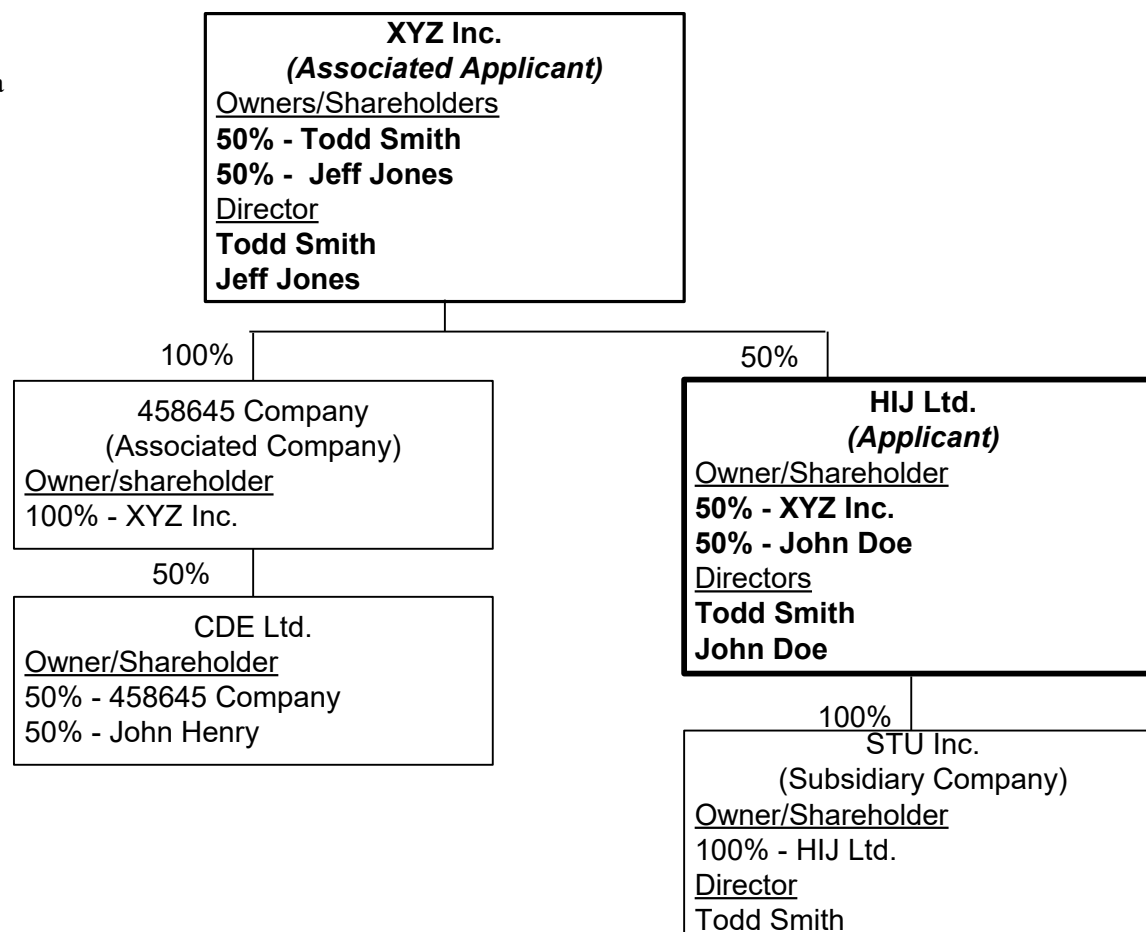 XYZ Inc.
(Associated Applicant)
Owners/Shareholders
50% - Todd Smith
50% - Jeff Jones
Director
Todd Smith
Jeff Jones
100%
50%
458645 Company
(Associated Company)
Owner/shareholder
100% - XYZ Inc.
HIJ Ltd.
(Applicant)
Owner/Shareholder
50% - XYZ Inc.
50% - John Doe
Directors
Todd Smith
John Doe
50%
CDE Ltd.
Owner/Shareholder
50% - 458645 Company
50% - John Henry
100%
STU Inc.
(Subsidiary Company)
Owner/Shareholder
100% - HIJ Ltd.
Director
Todd Smith